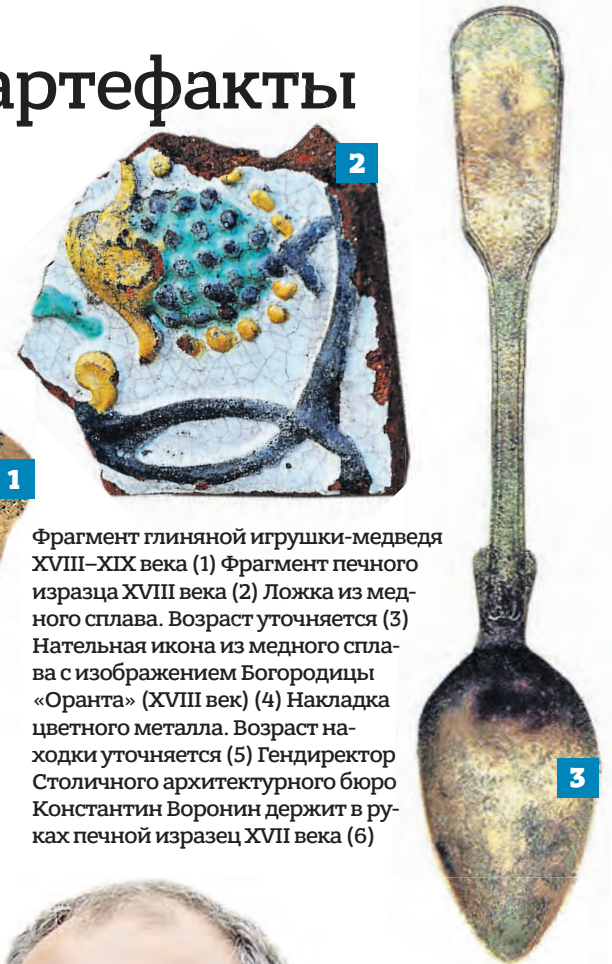 артефакты
2
1
Фрагмент глиняной игрушки-медведя
XVIII–XIX века (1) Фрагмент печного
изразца XVIII века (2) Ложка из мед-
ного сплава. Возраст уточняется (3)
Нательная икона из медного спла-
ва с изображением Богородицы
«Оранта» (XVIII век) (4) Накладка
цветного металла. Возраст на-
ходки уточняется (5) Гендиректор
Столичного архитектурного бюро
Константин Воронин держит в ру-
ках печной изразец XVII века (6)
3